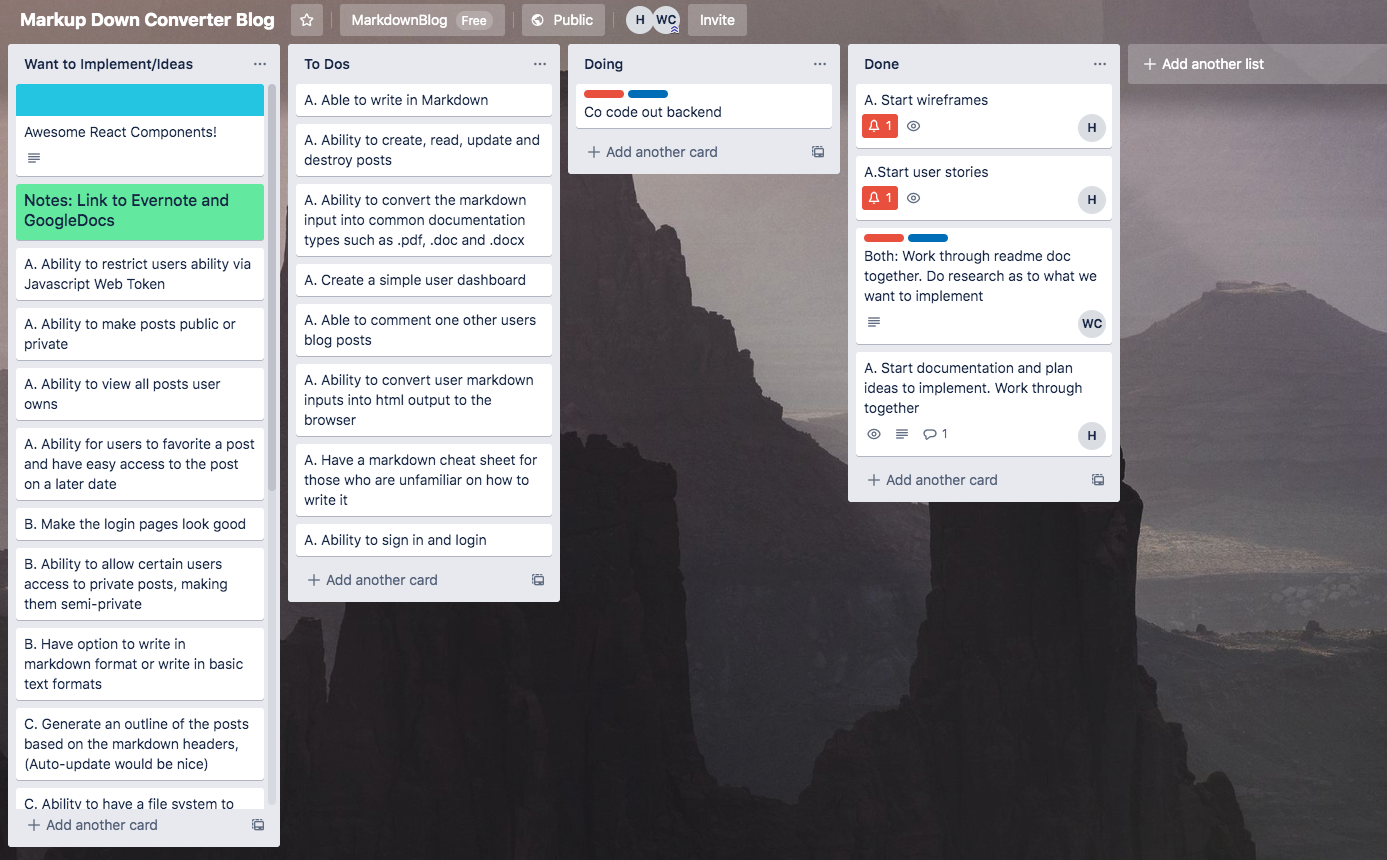 Markup Down Converter Blog
MarkdownBlog Free
Public
H WC
Invite
Want to Implement/Ideas
Awesome React Components!
Notes: Link to Evernote and
GoogleDocs
A. Ability to restrict users ability via
Javascript Web Token
A. Ability to make posts public or
private
A. Ability to view all posts user
owns
A. Ability for users to favorite a post
and have easy access to the post
on a later date
B. Make the login pages look good
B. Ability to allow certain users
access to private posts, making
them semi-private
B. Have option to write in
markdown format or write in basic
text formats
C. Generate an outline of the posts
based on the markdown headers,
(Auto-update would be nice)
C. Ability to have a file system to
+ Add another card
To Dos
A. Able to write in Markdown
A. Ability to create, read, update and
destroy posts
A. Ability to convert the markdown
input into common documentation
types such as .pdf, .doc and .docx
A. Create a simple user dashboard
A. Able to comment one other users
blog posts
A. Ability to convert user markdown
inputs into html output to the
browser
A. Have a markdown cheat sheet for
those who are unfamiliar on how to
write it
A. Ability to sign in and login
+ Add another card
Doing
Co code out backend
+ Add another card
Done
A. Start wireframes
1
H
A.Start user stories
1
H
Both: Work through readme doc
together. Do research as to what we
want to implement
WC
A. Start documentation and plan
ideas to implement. Work through
together
1
H
+ Add another card
+ Add another list